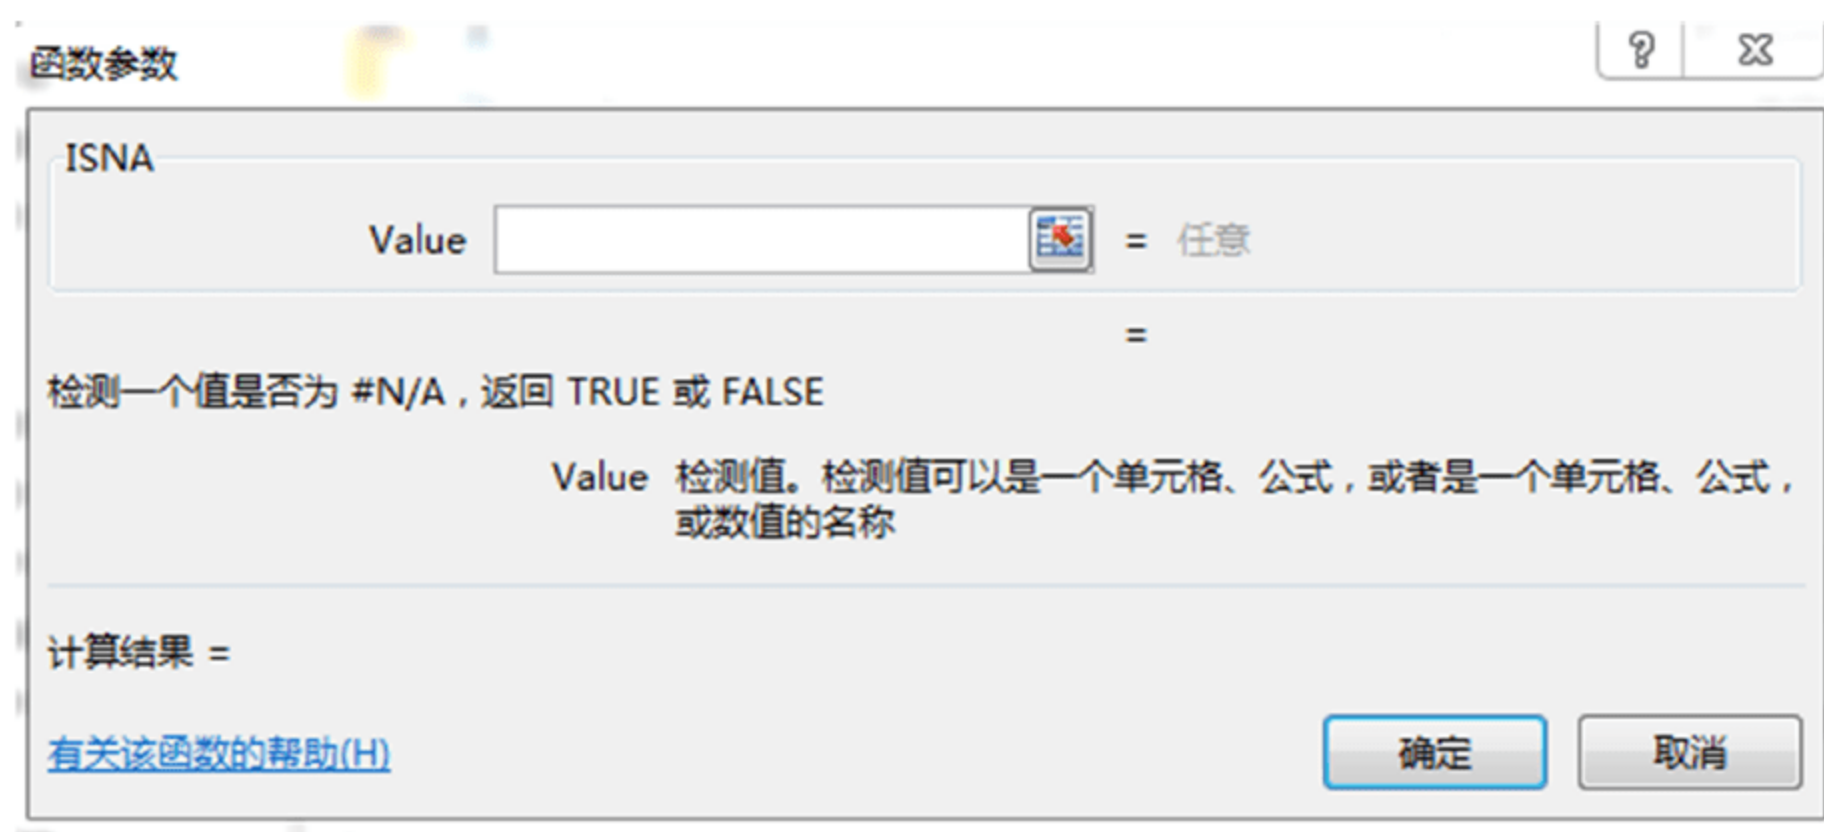 函数参数
ISNA
Value = 任意
=
检测一个值是否为 #N/A，返回 TRUE 或 FALSE
Value 检测值。检测值可以是一个单元格、公式，或者是一个单元格、公式，
或数值的名称
计算结果 =
有关该函数的帮助(H)
确定 取消